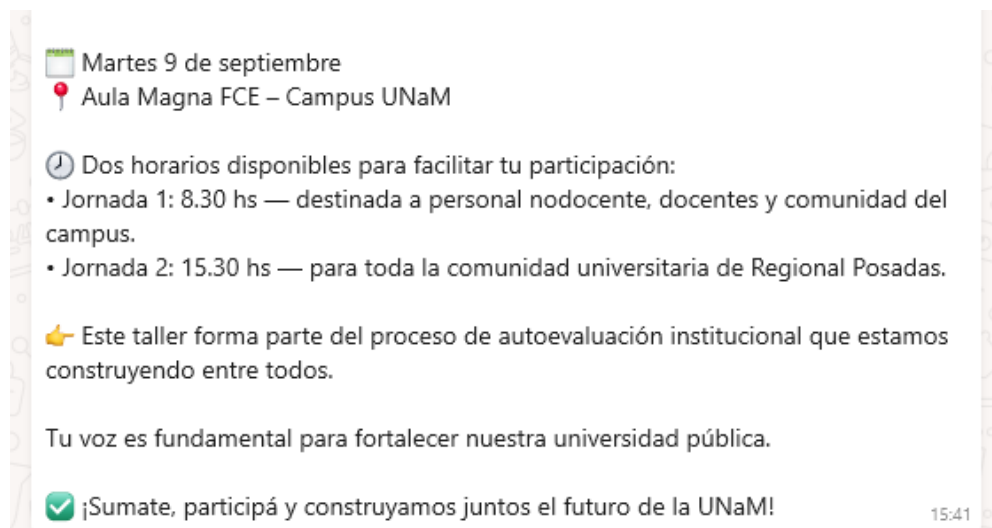 🗓️ Martes 9 de septiembre
📍 Aula Magna FCE – Campus UNaM
🕗 Dos horarios disponibles para facilitar tu participación:
• Jornada 1: 8.30 hs — destinada a personal nodocente, docentes y comunidad del
campus.
• Jornada 2: 15.30 hs — para toda la comunidad universitaria de Regional Posadas.
👉 Este taller forma parte del proceso de autoevaluación institucional que estamos
construyendo entre todos.
Tu voz es fundamental para fortalecer nuestra universidad pública.
✅ ¡Sumate, participá y construyamos juntos el futuro de la UNaM!
15:41